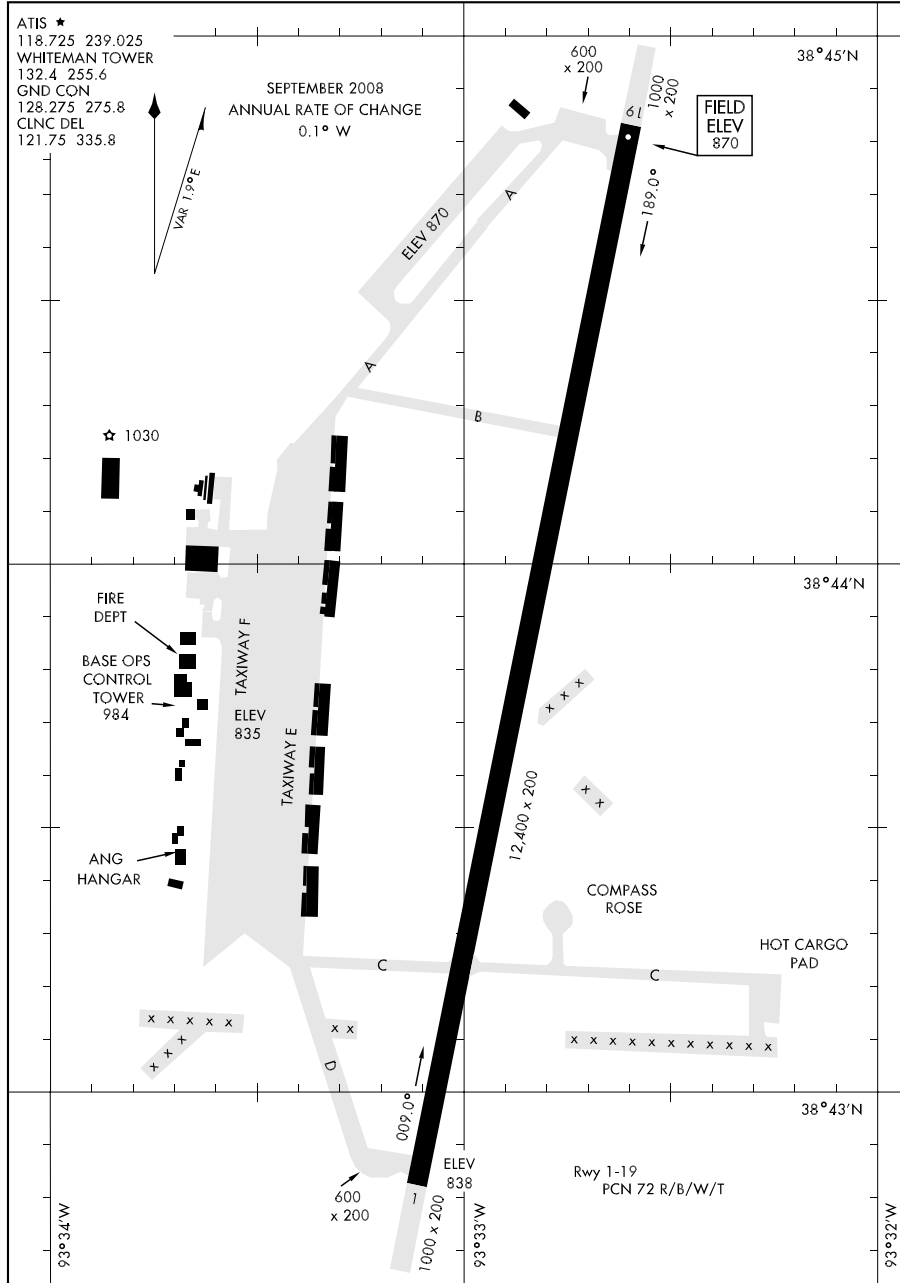 ATIS ★
118.725 239.025
WHITEMAN TOWER
132.4 255.6
GND CON
128.275 275.8
CLNC DEL
121.75 335.8
VAR 1.9° E
SEPTEMBER 2008
ANNUAL RATE OF CHANGE
0.1° W
600
x 200
38°45'N
19
1000
x 200
FIELD
ELEV
870
189.0°
A
ELEV 870
A
B
1030
38°44'N
FIRE
DEPT
BASE OPS
CONTROL
TOWER
984
TAXIWAY F
ELEV
835
TAXIWAY E
x x x
x x
12,400 x 200
ANG
HANGAR
COMPASS
ROSE
HOT CARGO
PAD
C
C
x x x x x
x x x
x x
x x x x x x x x x x x
D
009.0°
38°43'N
ELEV
838
Rwy 1-19
PCN 72 R/B/W/T
600
x 200
1
1000 x 200
93°34'W
93°33'W
93°32'W